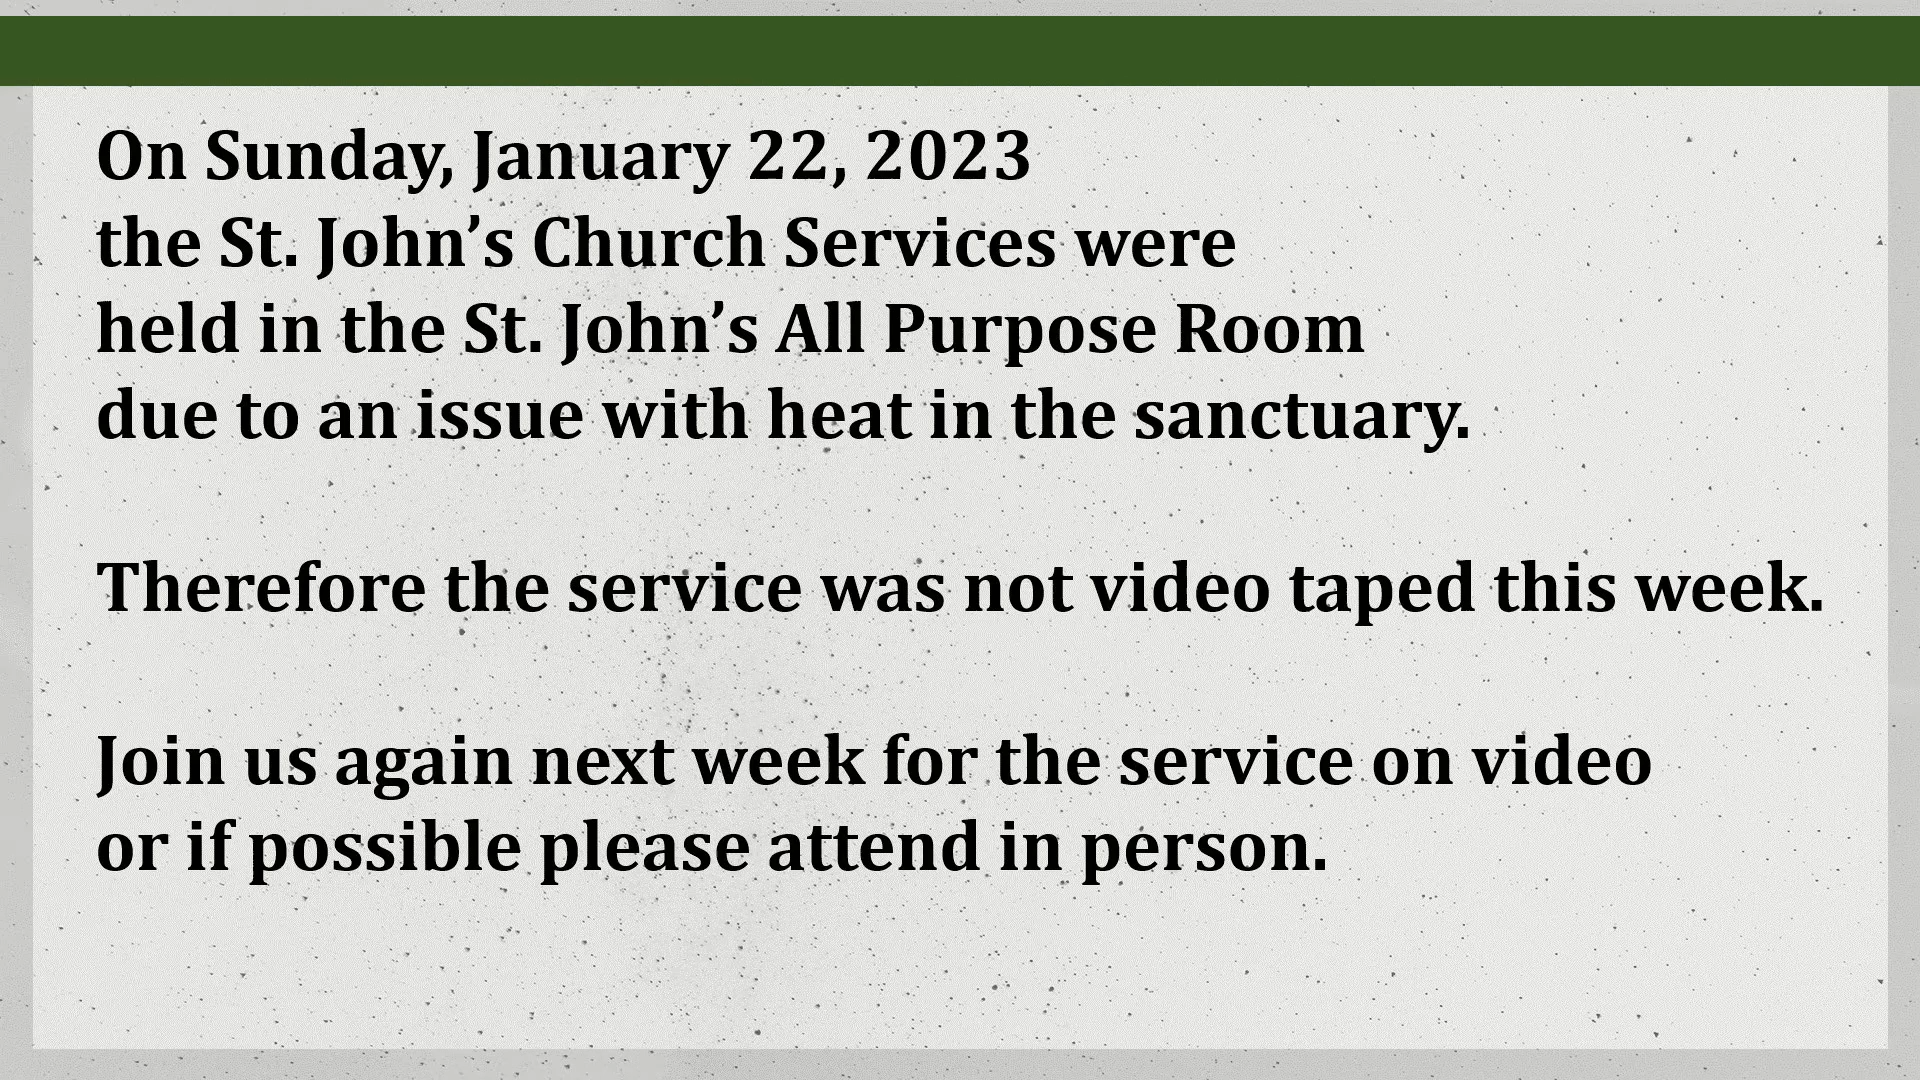 On Sunday, January 22, 2023
the St. John’s Church Services were
held in the St. John’s All Purpose Room
due to an issue with heat in the sanctuary.
Therefore the service was not video taped this week.
Join us again next week for the service on video
or if possible please attend in person.